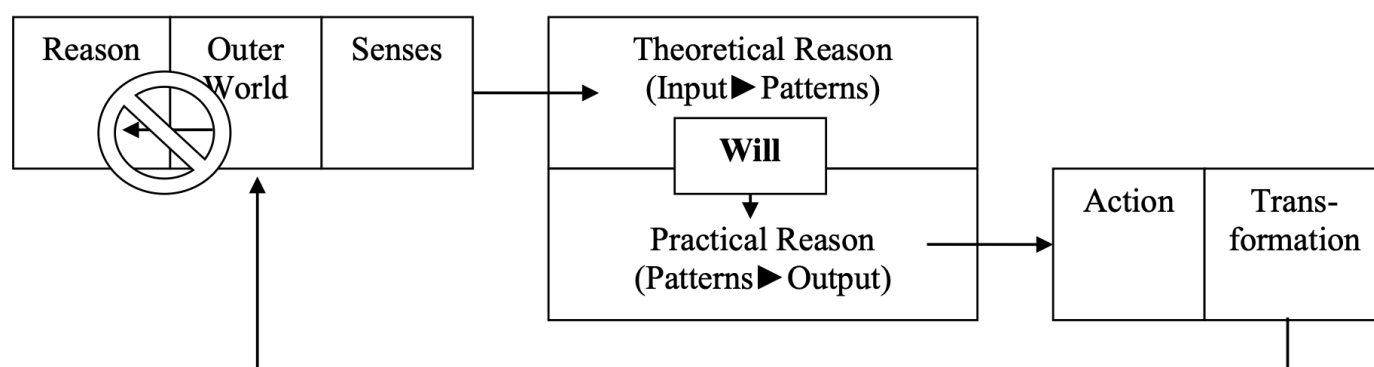 Reason
Outer
World
Senses
Theoretical Reason
(Input►Patterns)
Will
Practical Reason
(Patterns►Output)
Action
Trans-
formation